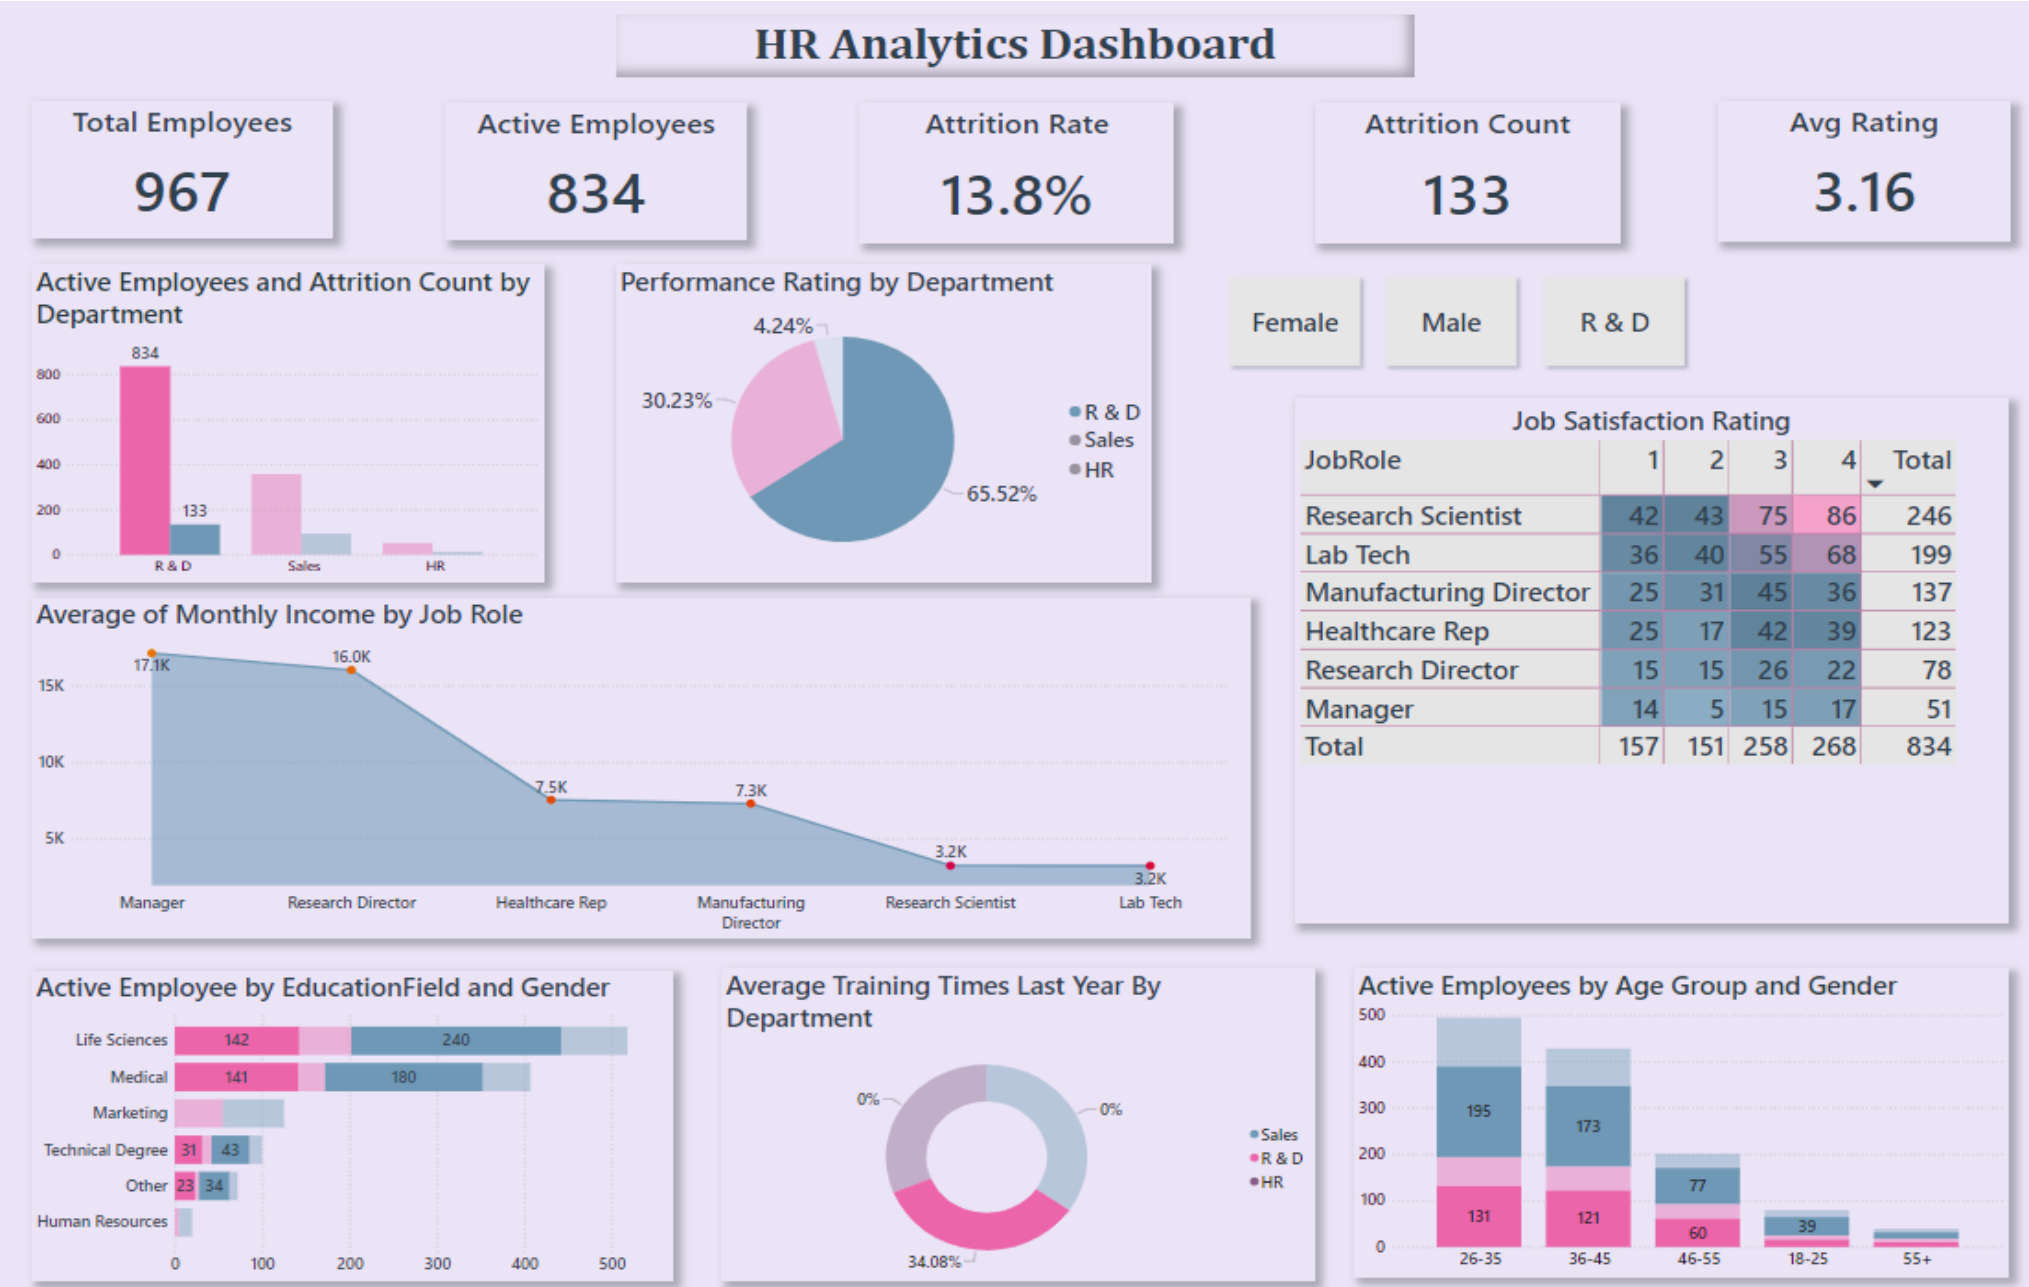 HR Analytics Dashboard
Total Employees
967
Active Employees
834
Attrition Rate
13.8%
Attrition Count
133
Avg Rating
3.16
Active Employees and Attrition Count by
Department
834
133
800
600
400
200
0
R & D
Sales
HR
Performance Rating by Department
4.24%
30.23%
65.52%
R & D
Sales
HR
Female
Male
R & D
Job Satisfaction Rating
JobRole 1 2 3 4 Total
Research Scientist 42 43 75 86 246
Lab Tech 36 40 55 68 199
Manufacturing Director 25 31 45 36 137
Healthcare Rep 25 17 42 39 123
Research Director 15 15 26 22 78
Manager 14 5 15 17 51
Total 157 151 258 268 834
Average of Monthly Income by Job Role
17.1K
16.0K
7.5K
7.3K
3.2K
3.2K
15K
10K
5K
Manager
Research Director
Healthcare Rep
Manufacturing
Director
Research Scientist
Lab Tech
Active Employee by EducationField and Gender
Life Sciences 142 240
Medical 141 180
Marketing
Technical Degree 31 43
Other 23 34
Human Resources
0 100 200 300 400 500
Average Training Times Last Year By
Department
0%
0%
34.08%
Sales
R & D
HR
Active Employees by Age Group and Gender
500
400
300
200
100
0
195
131
173
121
77
60
39
26-35
36-45
46-55
18-25
55+